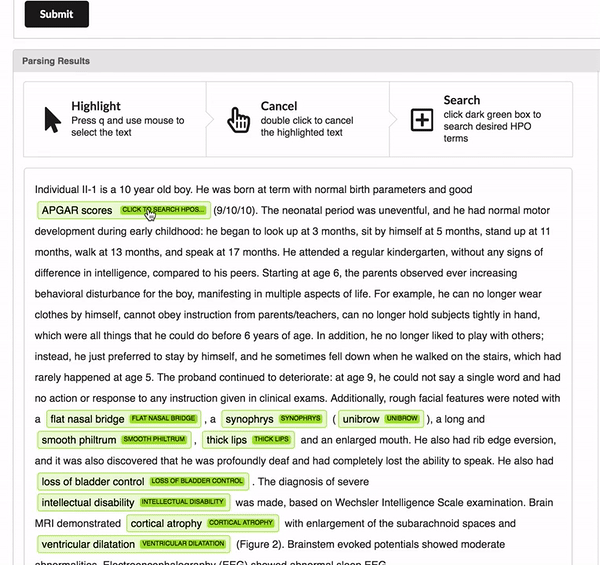 Submit
Parsing Results
Highlight
Press q and use mouse to
select the text
Cancel
double click to cancel
the highlighted text
Search
click dark green box to
search desired HPO
terms
Individual II-1 is a 10 year old boy. He was born at term with normal birth parameters and good
APGAR scores CLICK TO SEARCH HPOS... (9/10/10). The neonatal period was uneventful, and he had normal motor
development during early childhood: he began to look up at 3 months, sit by himself at 5 months, stand up at 11
months, walk at 13 months, and speak at 17 months. He attended a regular kindergarten, without any signs of
difference in intelligence, compared to his peers. Starting at age 6, the parents observed ever increasing
behavioral disturbance for the boy, manifesting in multiple aspects of life. For example, he can no longer wear
clothes by himself, cannot obey instruction from parents/teachers, can no longer hold subjects tightly in hand,
which were all things that he could do before 6 years of age. In addition, he no longer liked to play with others;
instead, he just preferred to stay by himself, and he sometimes fell down when he walked on the stairs, which had
rarely happened at age 5. The proband continued to deteriorate: at age 9, he could not say a single word and had
no action or response to any instruction given in clinical exams. Additionally, rough facial features were noted with
a flat nasal bridge FLAT NASAL BRIDGE , a synophrys SYNOPHRYS ( unibrow UNIBROW ), a long and
smooth philtrum SMOOTH PHILTRUM , thick lips THICK LIPS and an enlarged mouth. He also had rib edge eversion,
and it was also discovered that he was profoundly deaf and had completely lost the ability to speak. He also had
loss of bladder control LOSS OF BLADDER CONTROL . The diagnosis of severe
intellectual disability INTELLECTUAL DISABILITY was made, based on Wechsler Intelligence Scale examination. Brain
MRI demonstrated cortical atrophy CORTICAL ATROPHY with enlargement of the subarachnoid spaces and
ventricular dilatation VENTRICULAR DILATATION (Figure 2). Brainstem evoked potentials showed moderate
abnormalities. Electroencephalography (EEG) showed abnormal sleep EEG.